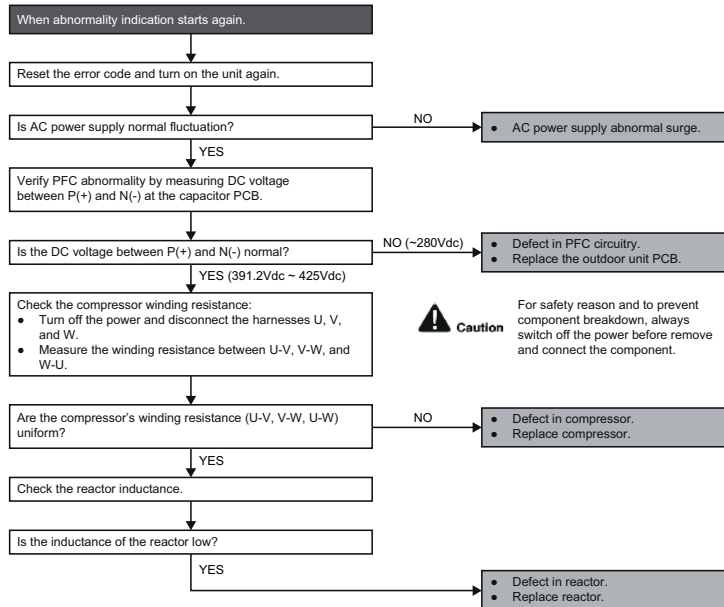 When abnormality indication starts again.
Reset the error code and turn on the unit again.
Is AC power supply normal fluctuation?
NO
● AC power supply abnormal surge.
YES
Verify PFC abnormality by measuring DC voltage
between P(+) and N(-) at the capacitor PCB.
Is the DC voltage between P(+) and N(-) normal?
NO (~280Vdc)
● Defect in PFC circuitry.
● Replace the outdoor unit PCB.
YES (391.2Vdc ~ 425Vdc)
Check the compressor winding resistance:
● Turn off the power and disconnect the harnesses U, V,
and W.
● Measure the winding resistance between U-V, V-W, and
W-U.
Caution
For safety reason and to prevent
component breakdown, always
switch off the power before remove
and connect the component.
Are the compressor's winding resistance (U-V, V-W, U-W)
uniform?
NO
● Defect in compressor.
● Replace compressor.
YES
Check the reactor inductance.
Is the inductance of the reactor low?
YES
● Defect in reactor.
● Replace reactor.